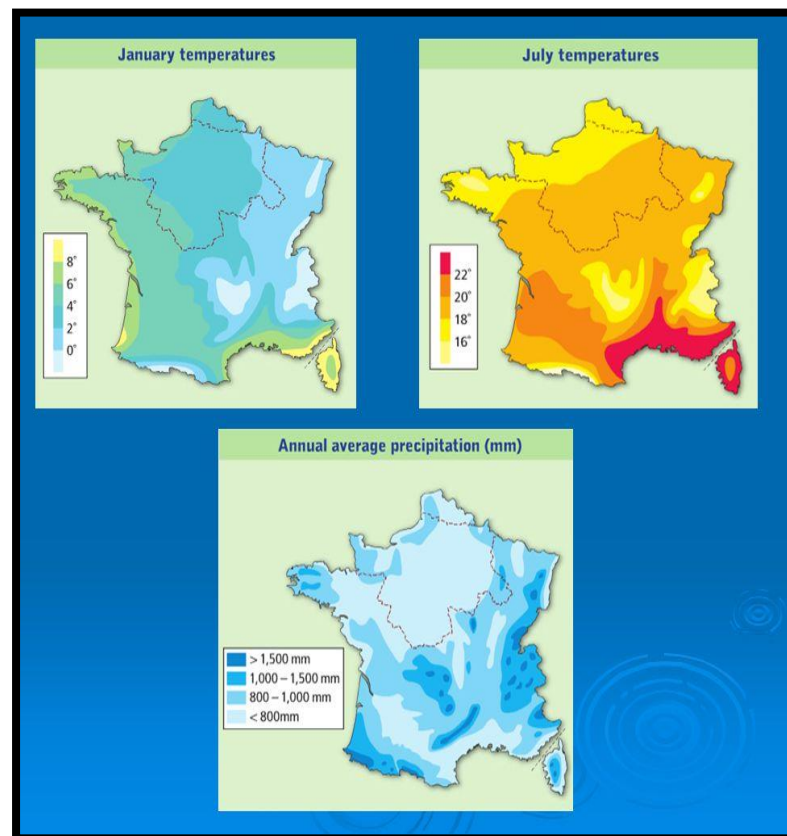 January temperatures
8°
6°
4°
2°
0°
July temperatures
22°
20°
18°
16°
Annual average precipitation (mm)
> 1,500 mm
1,000 – 1,500 mm
800 – 1,000 mm
< 800mm